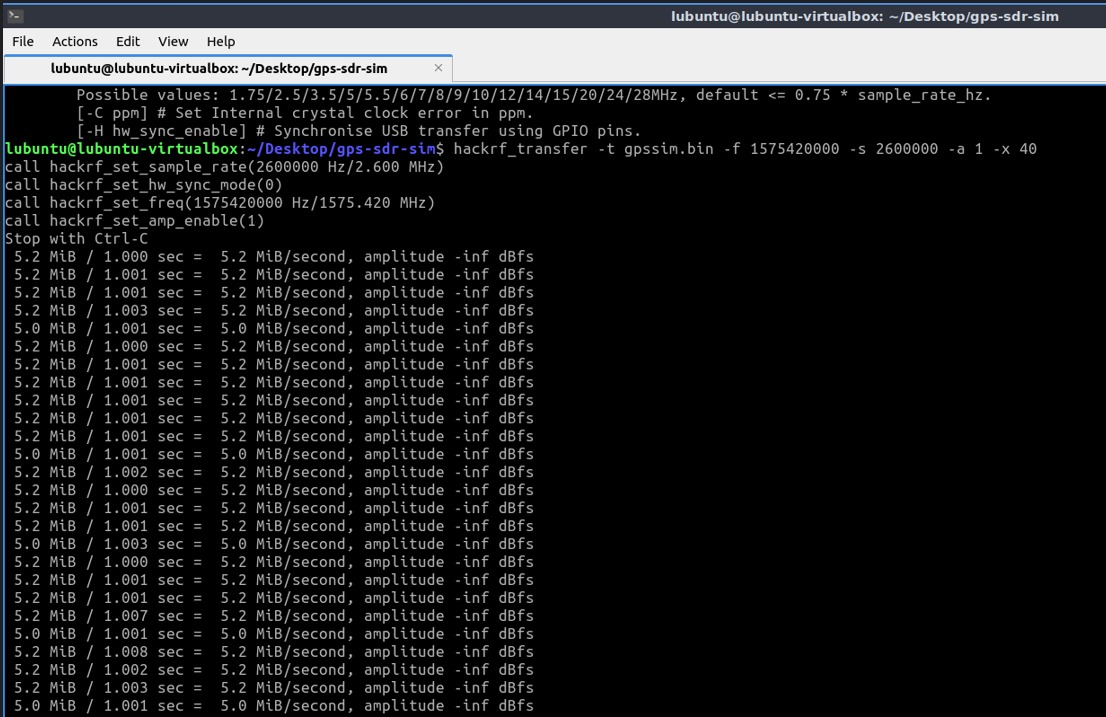 lubuntu@lubuntu-virtualbox: ~/Desktop/gps-sdr-sim
File Actions Edit View Help
lubuntu@lubuntu-virtualbox: ~/Desktop/gps-sdr-sim ×
Possible values: 1.75/2.5/3.5/5/5.5/6/7/8/9/10/12/14/15/20/24/28MHz, default <= 0.75 * sample_rate_hz.
[-C ppm] # Set Internal crystal clock error in ppm.
[-H hw_sync_enable] # Synchronise USB transfer using GPIO pins.
lubuntu@lubuntu-virtualbox:~/Desktop/gps-sdr-sim$ hackrf_transfer -t gpssim.bin -f 1575420000 -s 2600000 -a 1 -x 40
call hackrf_set_sample_rate(2600000 Hz/2.600 MHz)
call hackrf_set_hw_sync_mode(0)
call hackrf_set_freq(1575420000 Hz/1575.420 MHz)
call hackrf_set_amp_enable(1)
Stop with Ctrl-C
5.2 MiB / 1.000 sec =  5.2 MiB/second, amplitude -inf dBfs
5.2 MiB / 1.001 sec =  5.2 MiB/second, amplitude -inf dBfs
5.2 MiB / 1.001 sec =  5.2 MiB/second, amplitude -inf dBfs
5.2 MiB / 1.003 sec =  5.2 MiB/second, amplitude -inf dBfs
5.0 MiB / 1.001 sec =  5.0 MiB/second, amplitude -inf dBfs
5.2 MiB / 1.000 sec =  5.2 MiB/second, amplitude -inf dBfs
5.2 MiB / 1.001 sec =  5.2 MiB/second, amplitude -inf dBfs
5.2 MiB / 1.001 sec =  5.2 MiB/second, amplitude -inf dBfs
5.2 MiB / 1.001 sec =  5.2 MiB/second, amplitude -inf dBfs
5.2 MiB / 1.001 sec =  5.2 MiB/second, amplitude -inf dBfs
5.2 MiB / 1.001 sec =  5.2 MiB/second, amplitude -inf dBfs
5.0 MiB / 1.001 sec =  5.0 MiB/second, amplitude -inf dBfs
5.2 MiB / 1.002 sec =  5.2 MiB/second, amplitude -inf dBfs
5.2 MiB / 1.000 sec =  5.2 MiB/second, amplitude -inf dBfs
5.2 MiB / 1.001 sec =  5.2 MiB/second, amplitude -inf dBfs
5.2 MiB / 1.001 sec =  5.2 MiB/second, amplitude -inf dBfs
5.0 MiB / 1.003 sec =  5.0 MiB/second, amplitude -inf dBfs
5.2 MiB / 1.000 sec =  5.2 MiB/second, amplitude -inf dBfs
5.2 MiB / 1.001 sec =  5.2 MiB/second, amplitude -inf dBfs
5.2 MiB / 1.001 sec =  5.2 MiB/second, amplitude -inf dBfs
5.2 MiB / 1.007 sec =  5.2 MiB/second, amplitude -inf dBfs
5.0 MiB / 1.001 sec =  5.0 MiB/second, amplitude -inf dBfs
5.2 MiB / 1.008 sec =  5.2 MiB/second, amplitude -inf dBfs
5.2 MiB / 1.002 sec =  5.2 MiB/second, amplitude -inf dBfs
5.2 MiB / 1.003 sec =  5.2 MiB/second, amplitude -inf dBfs
5.0 MiB / 1.001 sec =  5.0 MiB/second, amplitude -inf dBfs